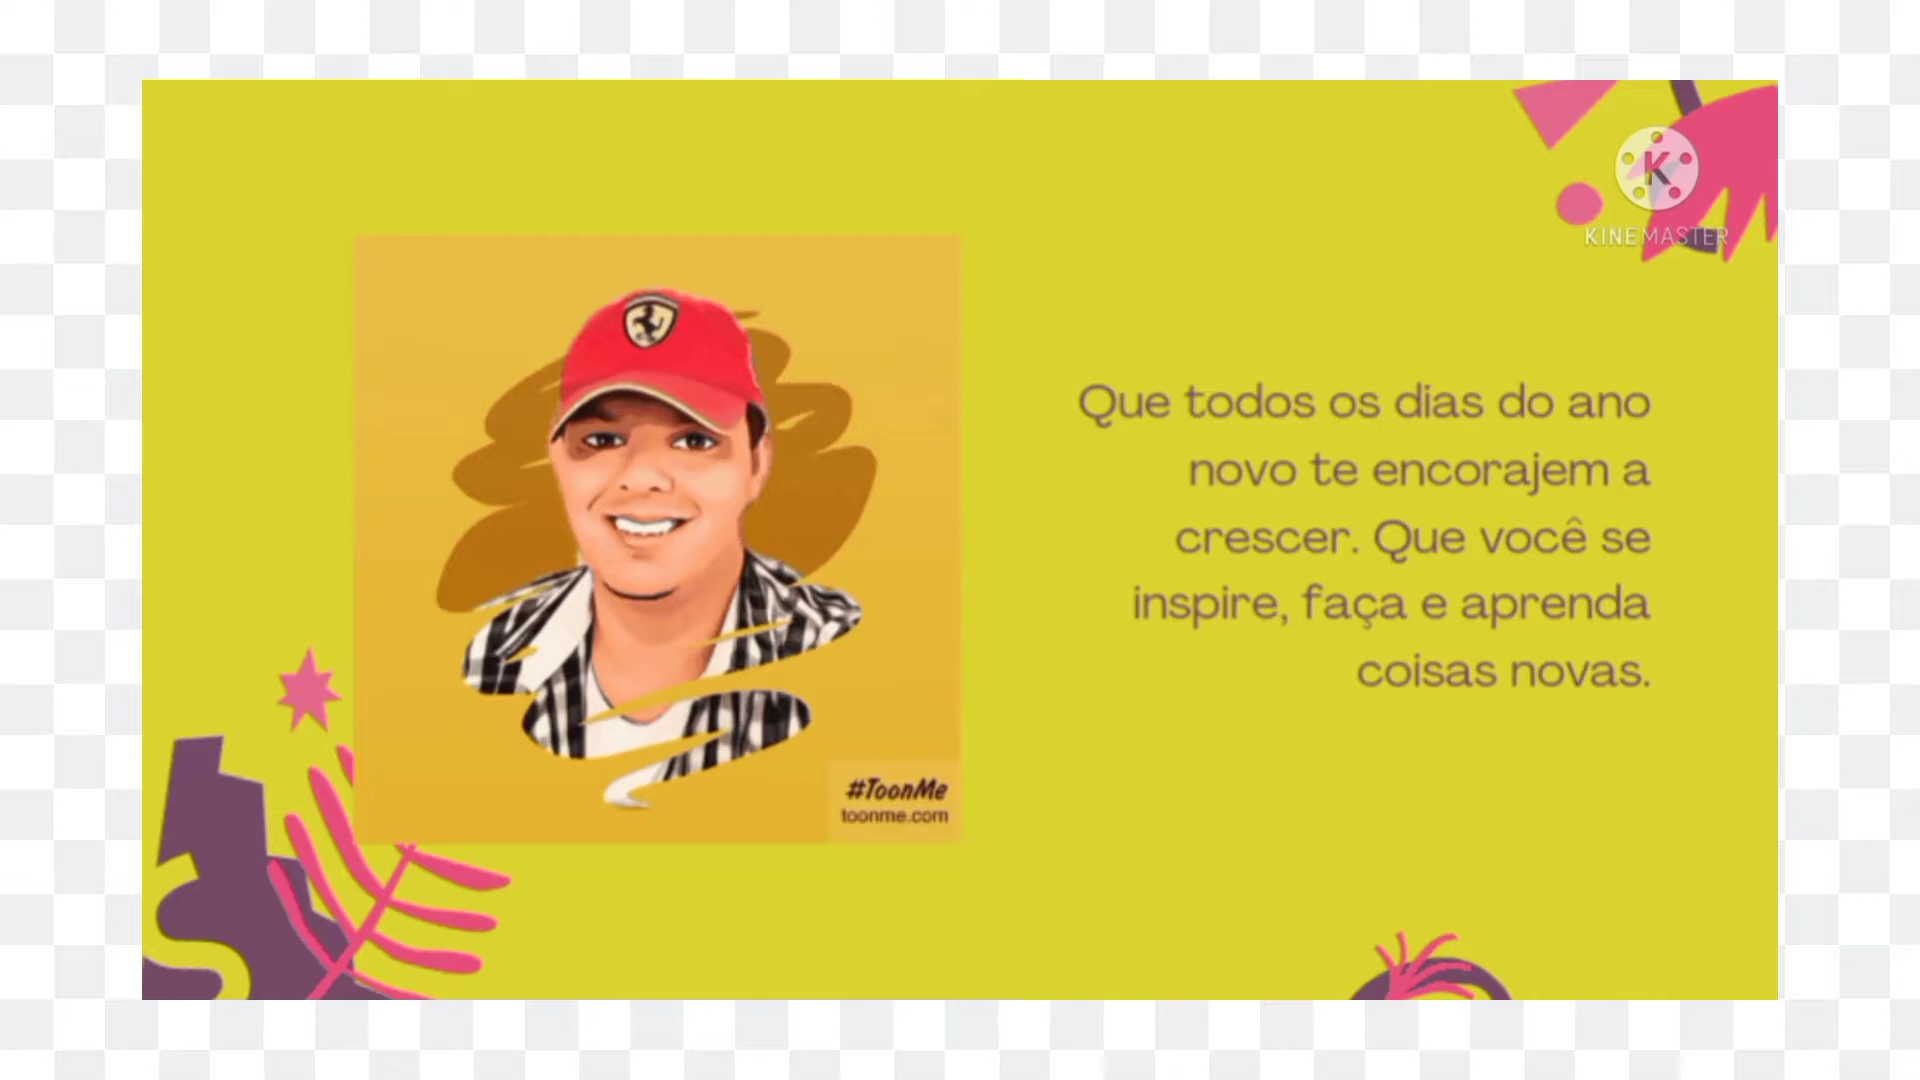 K
KINEMASTER
Que todos os dias do ano
novo te encorajem a
crescer. Que você se
inspire, faça e aprenda
coisas novas.
#ToonMe
toonme.com